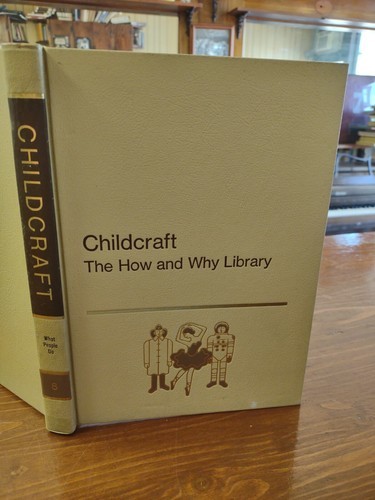 CHILDCRAFT
What
People
Do
Childcraft
The How and Why Library